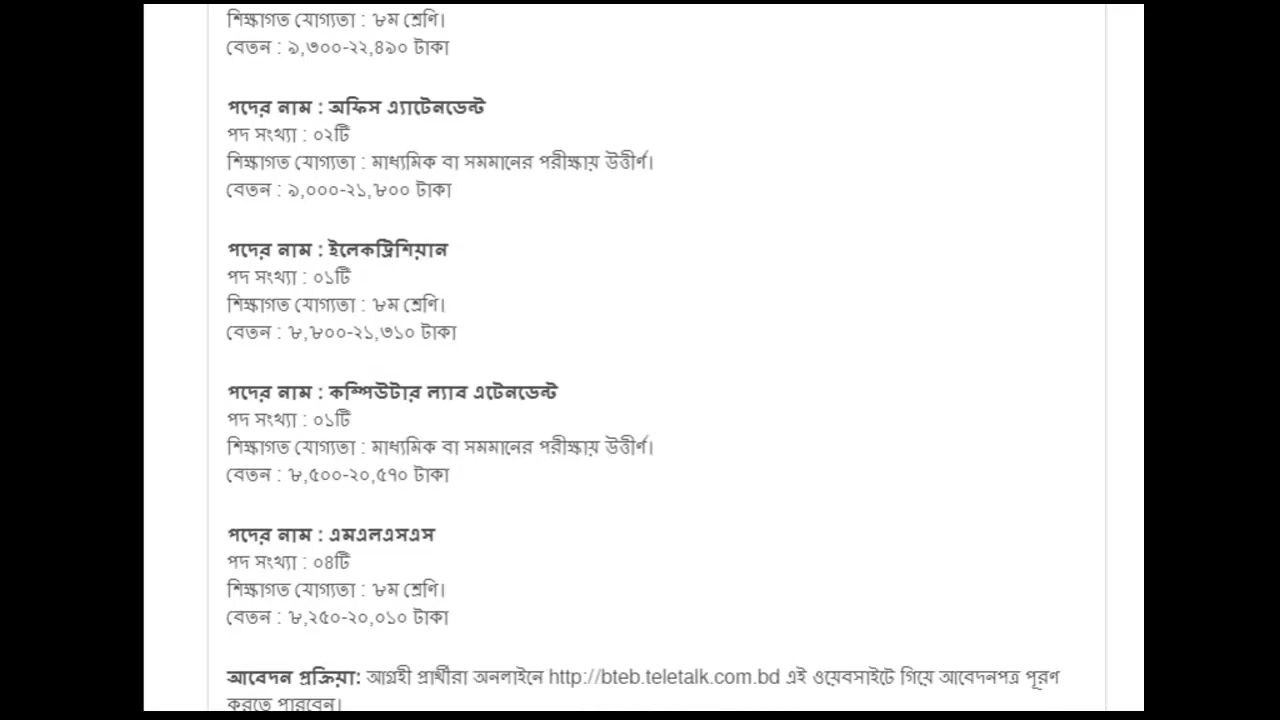 শিক্ষাগত যোগ্যতা : ৮ম শ্রেণি।
বেতন : ৯,৩০০-২২,৪৯০ টাকা
পদের নাম : অফিস এ্যাটেনডেন্ট
পদ সংখ্যা : ০২টি
শিক্ষাগত যোগ্যতা : মাধ্যমিক বা সমমানের পরীক্ষায় উত্তীর্ণ।
বেতন : ৯,০০০-২১,৮০০ টাকা
পদের নাম : ইলেকট্রিশিয়ান
পদ সংখ্যা : ০১টি
শিক্ষাগত যোগ্যতা : ৮ম শ্রেণি।
বেতন : ৮,৮০০-২১,৩১০ টাকা
পদের নাম : কম্পিউটার ল্যাব এটেনডেন্ট
পদ সংখ্যা : ০১টি
শিক্ষাগত যোগ্যতা : মাধ্যমিক বা সমমানের পরীক্ষায় উত্তীর্ণ।
বেতন : ৮,৫০০-২০,৫৭০ টাকা
পদের নাম : এমএলএসএস
পদ সংখ্যা : ০৪টি
শিক্ষাগত যোগ্যতা : ৮ম শ্রেণি।
বেতন : ৮,২৫০-২০,০১০ টাকা
আবেদন প্রক্রিয়া: আগ্রহী প্রার্থীরা অনলাইনে http://bteb.teletalk.com.bd এই ওয়েবসাইটে গিয়ে আবেদনপত্র পূরণ
করতে পারবেন।